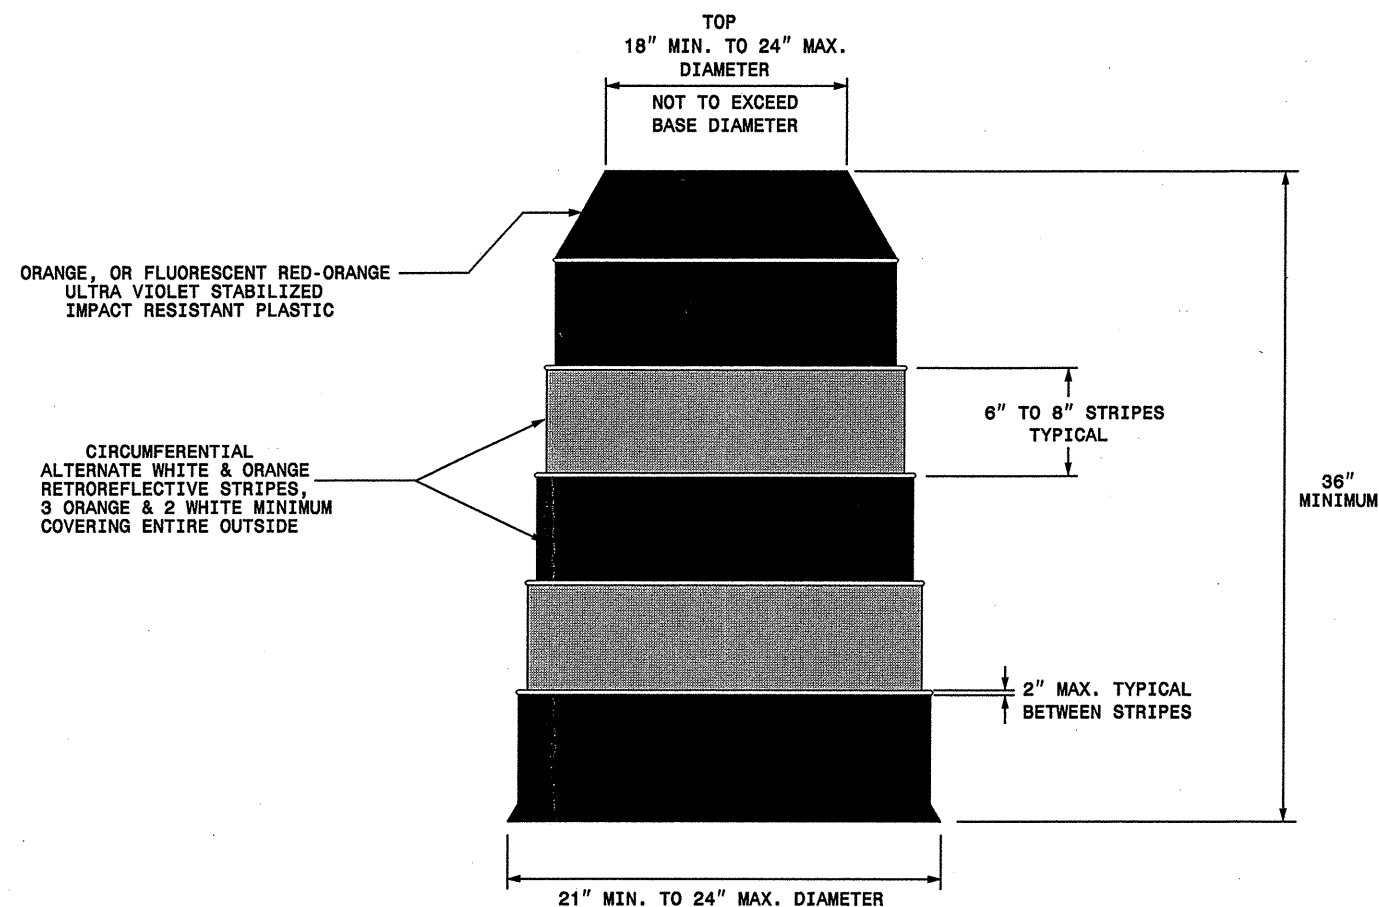 TOP
18" MIN. TO 24" MAX.
DIAMETER
NOT TO EXCEED
BASE DIAMETER
ORANGE, OR FLUORESCENT RED-ORANGE
ULTRA VIOLET STABILIZED
IMPACT RESISTANT PLASTIC
6" TO 8" STRIPES
TYPICAL
CIRCUMFERENTIAL
ALTERNATE WHITE & ORANGE
RETROREFLECTIVE STRIPES,
3 ORANGE & 2 WHITE MINIMUM
COVERING ENTIRE OUTSIDE
36"
MINIMUM
2" MAX. TYPICAL
BETWEEN STRIPES
21" MIN. TO 24" MAX. DIAMETER